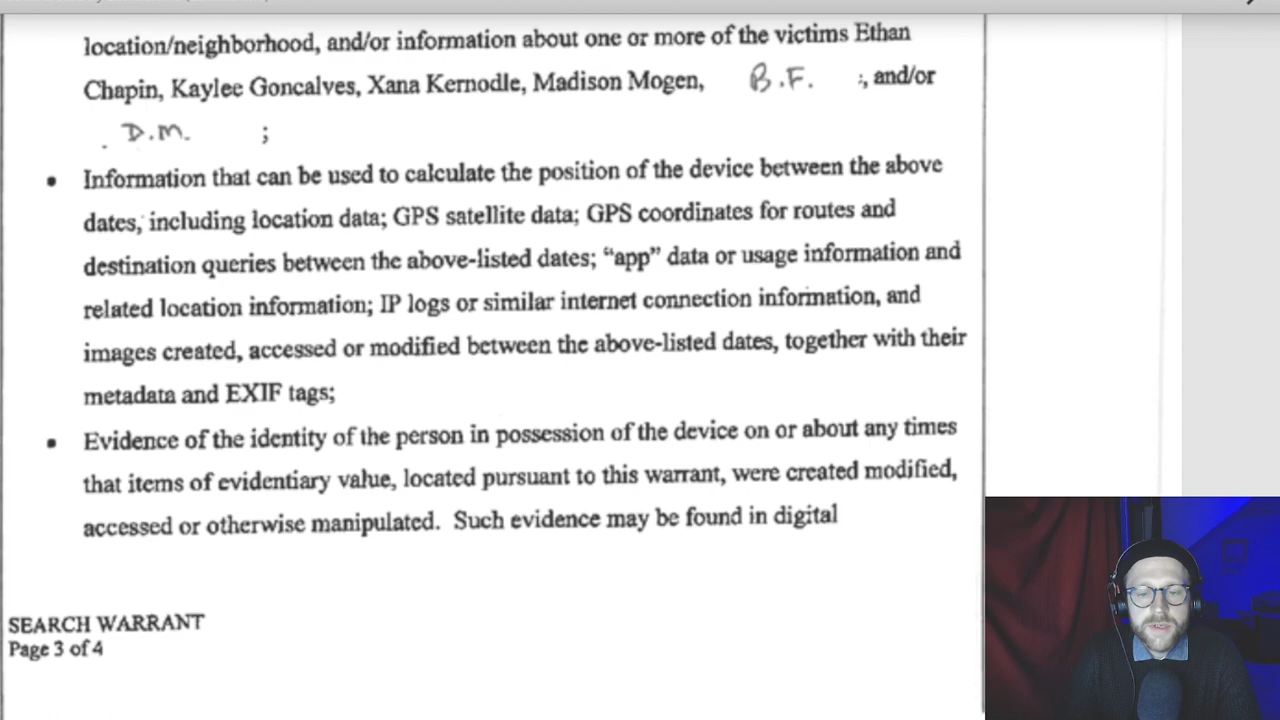 location/neighborhood, and/or information about one or more of the victims Ethan
Chapin, Kaylee Goncalves, Xana Kernodle, Madison Mogen, B.F. ;, and/or
D.M. ;
• Information that can be used to calculate the position of the device between the above
dates, including location data; GPS satellite data; GPS coordinates for routes and
destination queries between the above-listed dates; “app” data or usage information and
related location information; IP logs or similar internet connection information, and
images created, accessed or modified between the above-listed dates, together with their
metadata and EXIF tags;
• Evidence of the identity of the person in possession of the device on or about any times
that items of evidentiary value, located pursuant to this warrant, were created modified,
accessed or otherwise manipulated. Such evidence may be found in digital
SEARCH WARRANT
Page 3 of 4